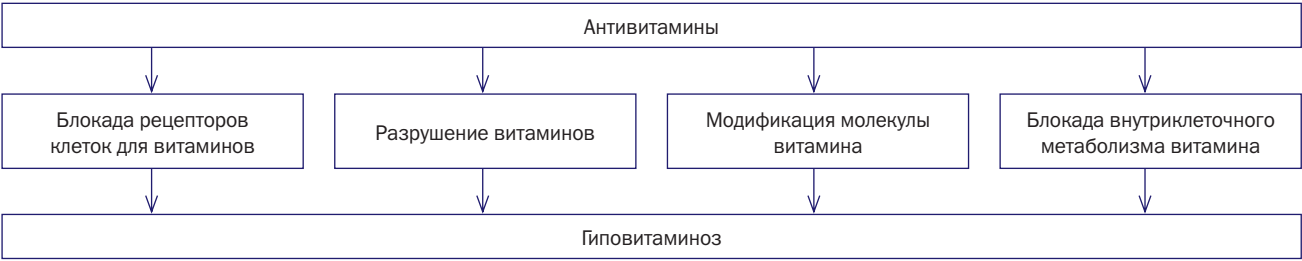 Антивитамины
Блокада рецепторов
клеток для витаминов
Разрушение витаминов
Модификация молекулы
витамина
Блокада внутриклеточного
метаболизма витамина
Гиповитаминоз